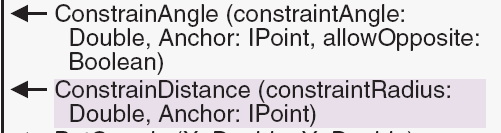 ConstrainAngle (constraintAngle:
Double, Anchor: IPoint, allowOpposite:
Boolean)
ConstrainDistance (constraintRadius:
Double, Anchor: IPoint)